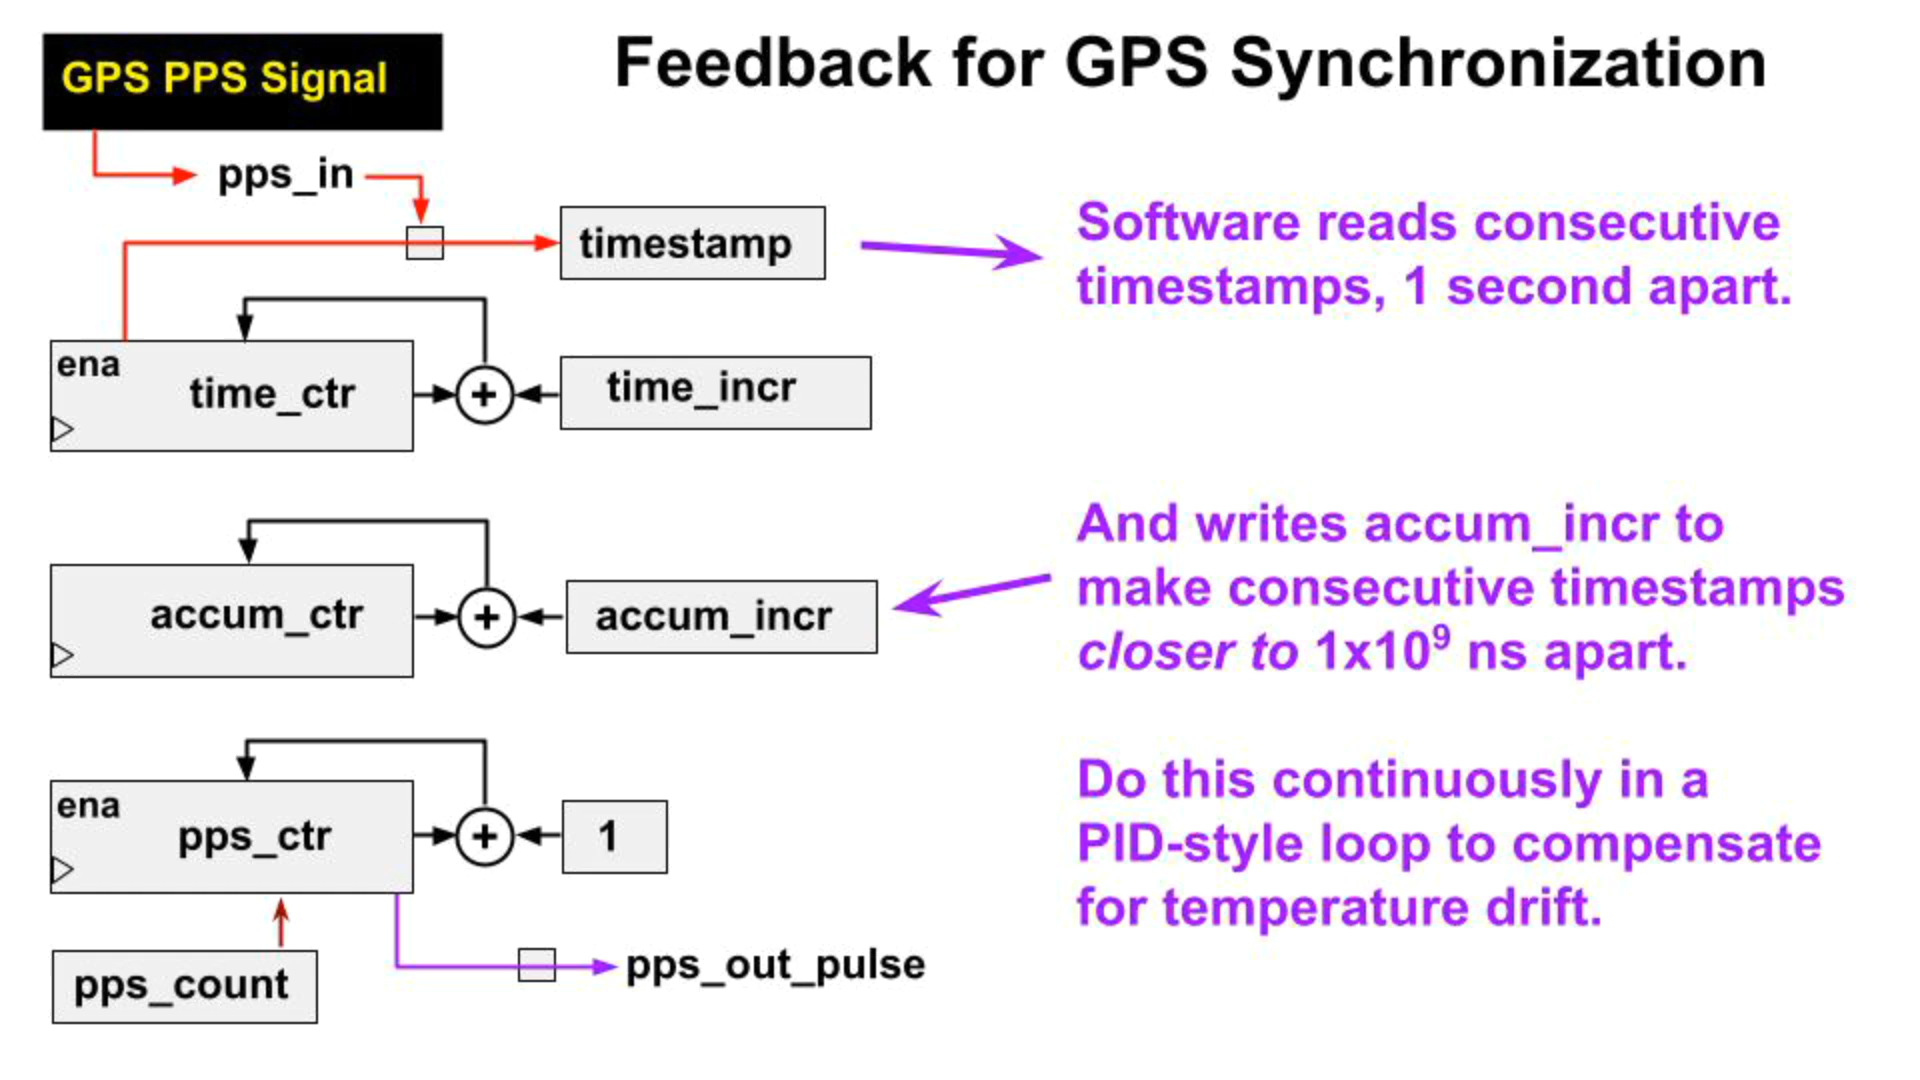 GPS PPS Signal
Feedback for GPS Synchronization
pps_in
timestamp
Software reads consecutive
timestamps, 1 second apart.
ena
time_ctr
+
time_incr
accum_ctr
+
accum_incr
And writes accum_incr to
make consecutive timestamps
closer to 1x10⁹ ns apart.
ena
pps_ctr
+
1
Do this continuously in a
PID-style loop to compensate
for temperature drift.
pps_count
pps_out_pulse